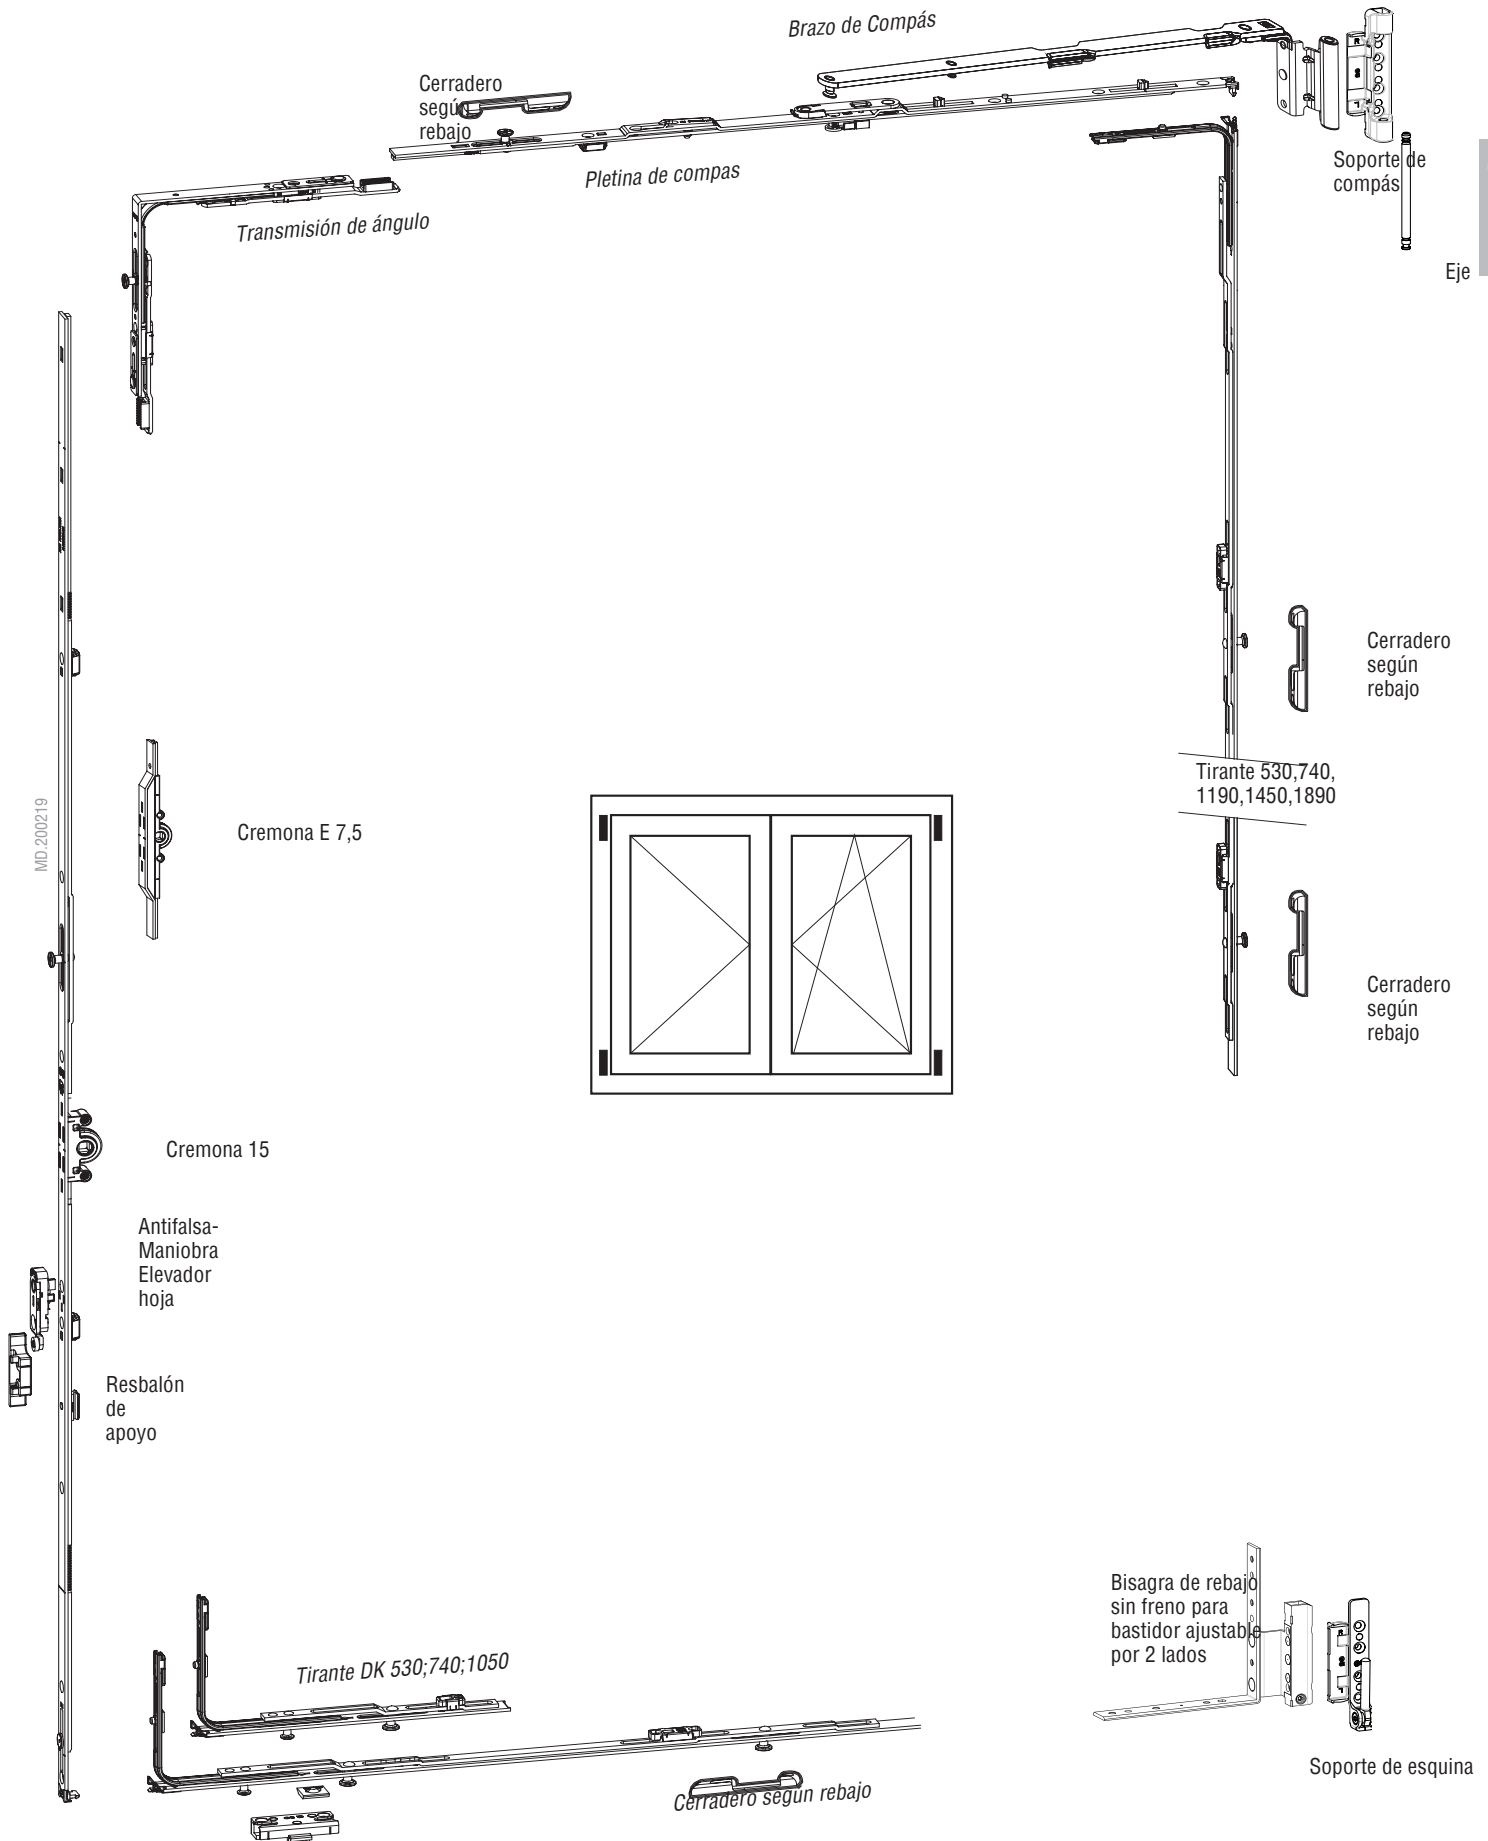 Brazo de Compás
Cerradero
según
rebajo
Soporte de
compás
Pletina de compas
Transmisión de ángulo
Eje
Cerradero
según
rebajo
Tirante 530,740,
1190,1450,1890
MD.200219
Cremona E 7,5
Cerradero
según
rebajo
Cremona 15
Antifalsa-
Maniobra
Elevador
hoja
Resbalón
de
apoyo
Bisagra de rebajo
sin freno para
bastidor ajustable
por 2 lados
Tirante DK 530;740;1050
Soporte de esquina
Cerradero según rebajo